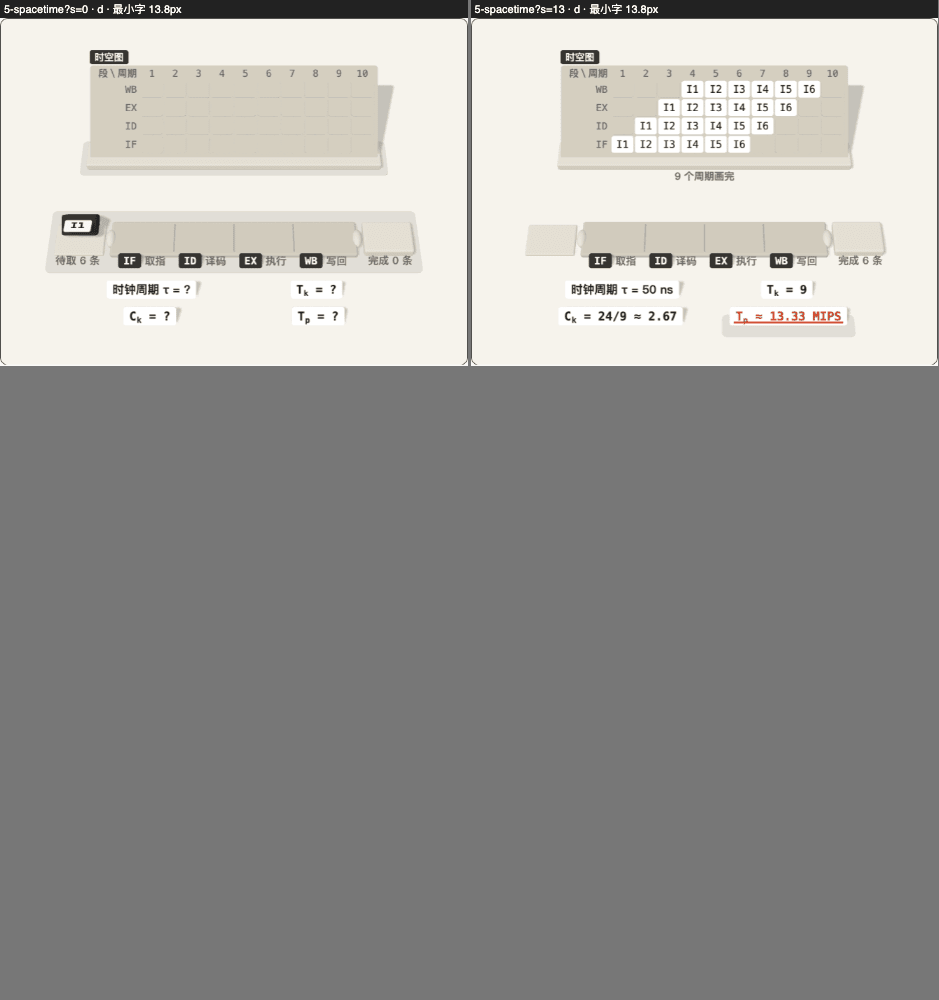 5-spacetime?s=0 · d · 最小字 13.8px
时空图
段 \ 周期 1 2 3 4 5 6 7 8 9 10
WB
EX
ID
IF
I1
待取 6 条 IF 取指 ID 译码 EX 执行 WB 写回 完成 0 条
时钟周期 τ = ? Tk = ?
Ck = ? Tp = ?
5-spacetime?s=13 · d · 最小字 13.8px
时空图
段 \ 周期 1 2 3 4 5 6 7 8 9 10
WB I1 I2 I3 I4 I5 I6
EX I1 I2 I3 I4 I5 I6
ID I1 I2 I3 I4 I5 I6
IF I1 I2 I3 I4 I5 I6
9 个周期画完
IF 取指 ID 译码 EX 执行 WB 写回 完成 6 条
时钟周期 τ = 50 ns Tk = 9
Ck = 24/9 ≈ 2.67 Tp ≈ 13.33 MIPS